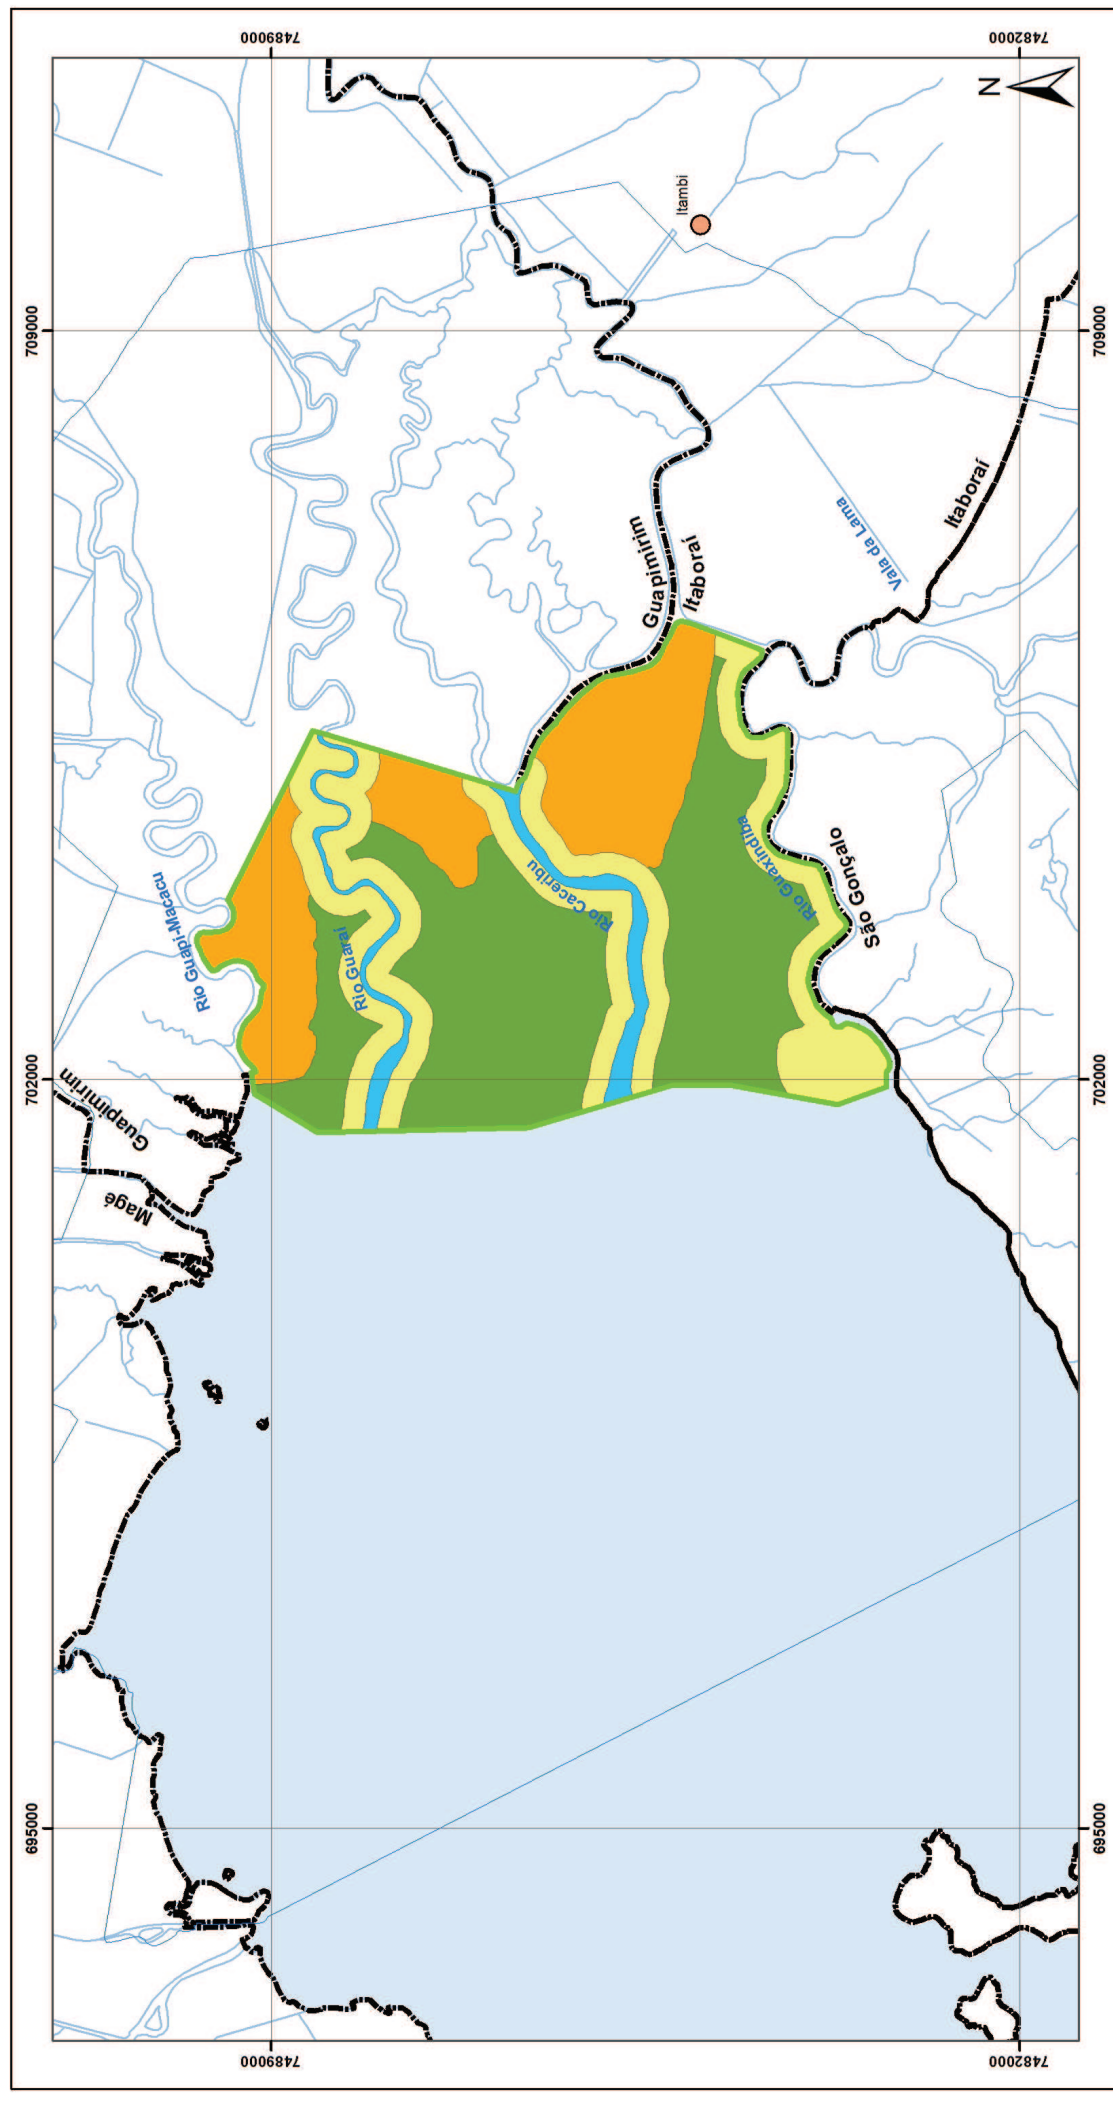 695000
702000
709000
7489000
7489000
Magé
Guapimirim
Rio Guapi-Macacu
Rio Guaraí
Rio Caceribu
Guapimirim
Itaboraí
Itambi
Rio Guaxindiba
São Gonçalo
Vala da Lama
Itaboraí
N
7482000
7482000
695000
702000
709000